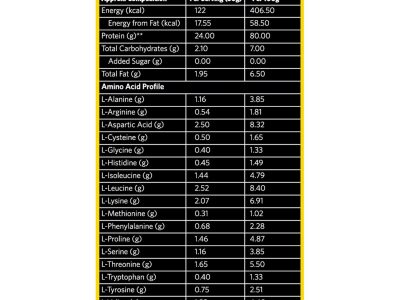 Energy (kcal) 122 406.50
Energy from Fat (kcal) 17.55 58.50
Protein (g)** 24.00 80.00
Total Carbohydrates (g) 2.10 7.00
Added Sugar (g) 0.00 0.00
Total Fat (g) 1.95 6.50
Amino Acid Profile
L-Alanine (g) 1.16 3.85
L-Arginine (g) 0.54 1.81
L-Aspartic Acid (g) 2.50 8.32
L-Cysteine (g) 0.50 1.65
L-Glycine (g) 0.40 1.33
L-Histidine (g) 0.45 1.49
L-Isoleucine (g) 1.44 4.79
L-Leucine (g) 2.52 8.40
L-Lysine (g) 2.07 6.91
L-Methionine (g) 0.31 1.02
L-Phenylalanine (g) 0.68 2.28
L-Proline (g) 1.46 4.87
L-Serine (g) 1.16 3.85
L-Threonine (g) 1.65 5.50
L-Tryptophan (g) 0.40 1.33
L-Tyrosine (g) 0.75 2.51